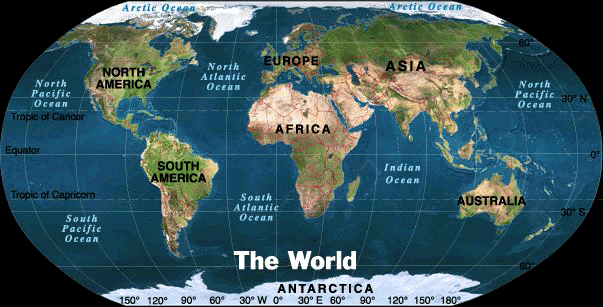 Arctic Ocean
Arctic Ocean
60°
EUROPE
ASIA
NORTH
AMERICA
North
Atlantic
Ocean
North
Pacific
Ocean
North
Pacific
Ocean
30° N
Tropic of Cancer
AFRICA
Equator
0°
SOUTH
AMERICA
Indian
Ocean
Tropic of Capricorn
South
Atlantic
Ocean
AUSTRALIA
30° S
South
Pacific
Ocean
The World
60°
ANTARCTICA
150° 120° 90° 60° 30° W 0° 30° E 60° 90° 120° 150° 180°